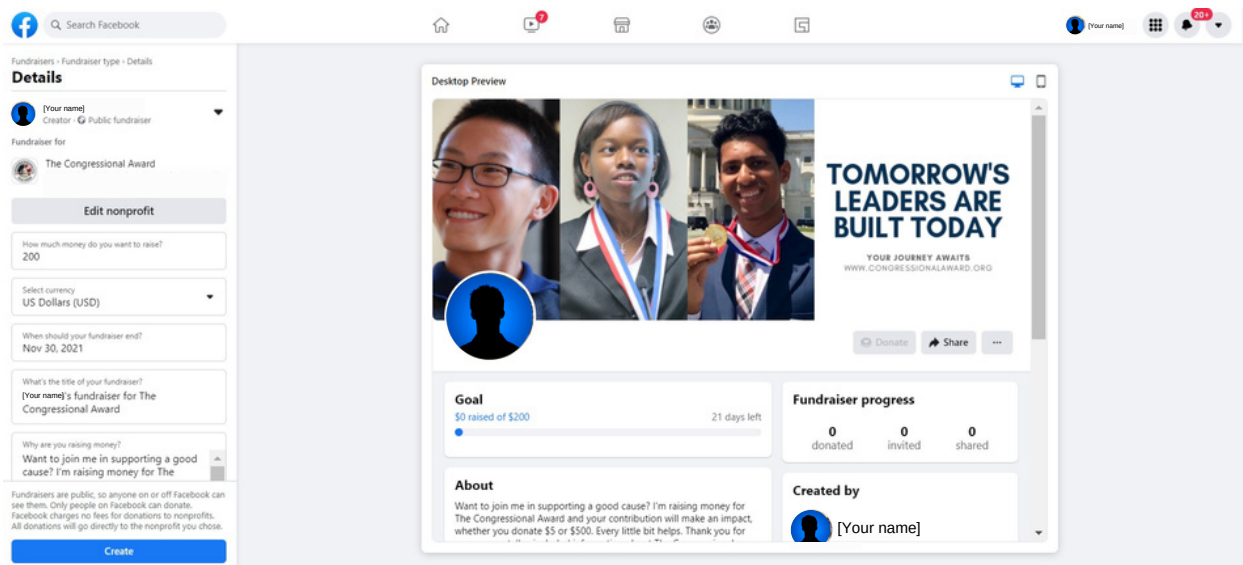 Search Facebook
7
[Your name]
20+
Fundraisers › Fundraiser type › Details
Details
[Your name]
Creator · Public fundraiser
Fundraiser for
The Congressional Award
Edit nonprofit
How much money do you want to raise?
200
Select currency
US Dollars (USD)
When should your fundraiser end?
Nov 30, 2021
What's the title of your fundraiser?
[Your name]'s fundraiser for The
Congressional Award
Why are you raising money?
Want to join me in supporting a good
cause? I'm raising money for The
Fundraisers are public, so anyone on or off Facebook can
see them. Only people on Facebook can donate.
Facebook charges no fees for donations to nonprofits.
All donations will go directly to the nonprofit you chose.
Create
Desktop Preview
TOMORROW'S
LEADERS ARE
BUILT TODAY
YOUR JOURNEY AWAITS
WWW.CONGRESSIONALAWARD.ORG
Donate
Share
...
Goal
$0 raised of $200
21 days left
About
Want to join me in supporting a good cause? I'm raising money for
The Congressional Award and your contribution will make an impact,
whether you donate $5 or $500. Every little bit helps. Thank you for
Fundraiser progress
0
donated
0
invited
0
shared
Created by
[Your name]